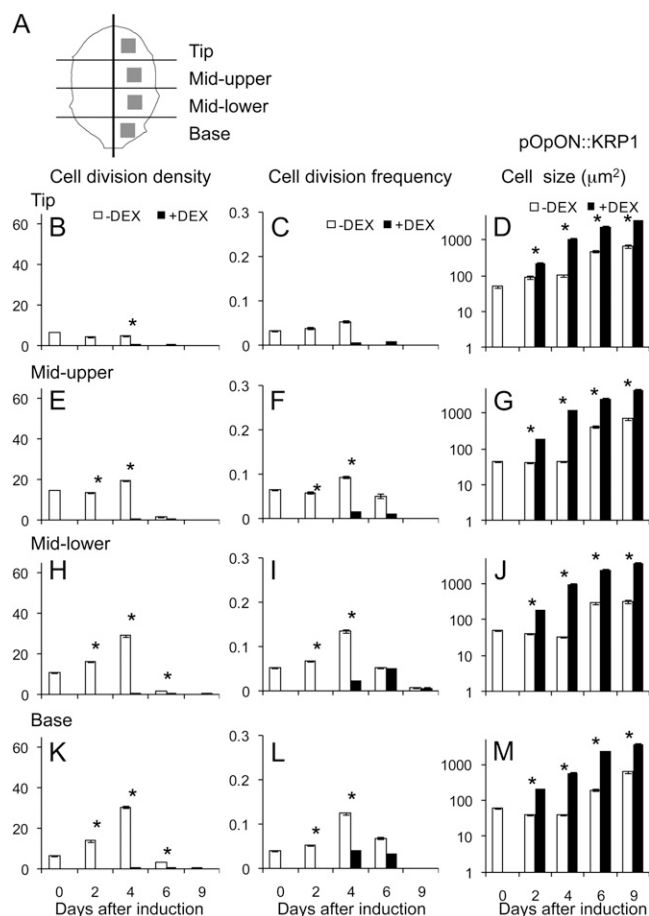 A
Tip
Mid-upper
Mid-lower
Base
pOpON::KRP1
Cell division density
Cell division frequency
Cell size (μm²)
Tip
60
40
20
0
B
-DEX
+DEX
*
0.3
0.2
0.1
0
C
-DEX
+DEX
1000
100
10
1
D
-DEX
+DEX
* * * *
Mid-upper
60
40
20
0
E
* *
0.3
0.2
0.1
0
F
* *
1000
100
10
1
G
* * * *
Mid-lower
60
40
20
0
H
* * *
0.3
0.2
0.1
0
I
* *
1000
100
10
1
J
* * * *
Base
60
40
20
0
K
* * *
0.3
0.2
0.1
0
L
* *
1000
100
10
1
M
* * * *
0 2 4 6 9
0 2 4 6 9
0 2 4 6 9
Days after induction
Days after induction
Days after induction